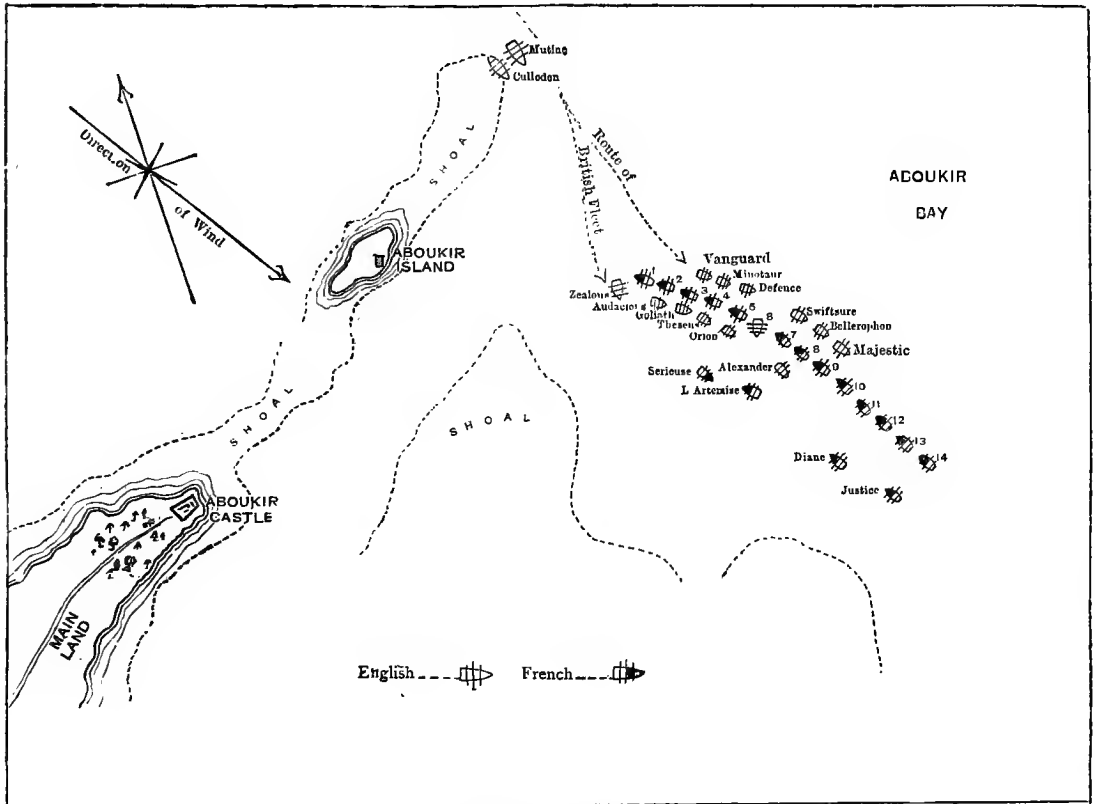 Mutine
Culloden
SHOAL
Direction
of Wind
Route of
British Fleet
ABOUKIR
BAY
ABOUKIR
ISLAND
Vanguard
Minotaur
Defence
Zealous
Audacious
Goliath
Theseus
Orion
1
2
3
4
5
6
Swiftsure
Bellerophon
Majestic
7
8
9
10
11
12
13
14
Serieuse
Alexander
L Artemise
Diane
Justice
SHOAL
SHOAL
ABOUKIR
CASTLE
MAIN
LAND
English
French